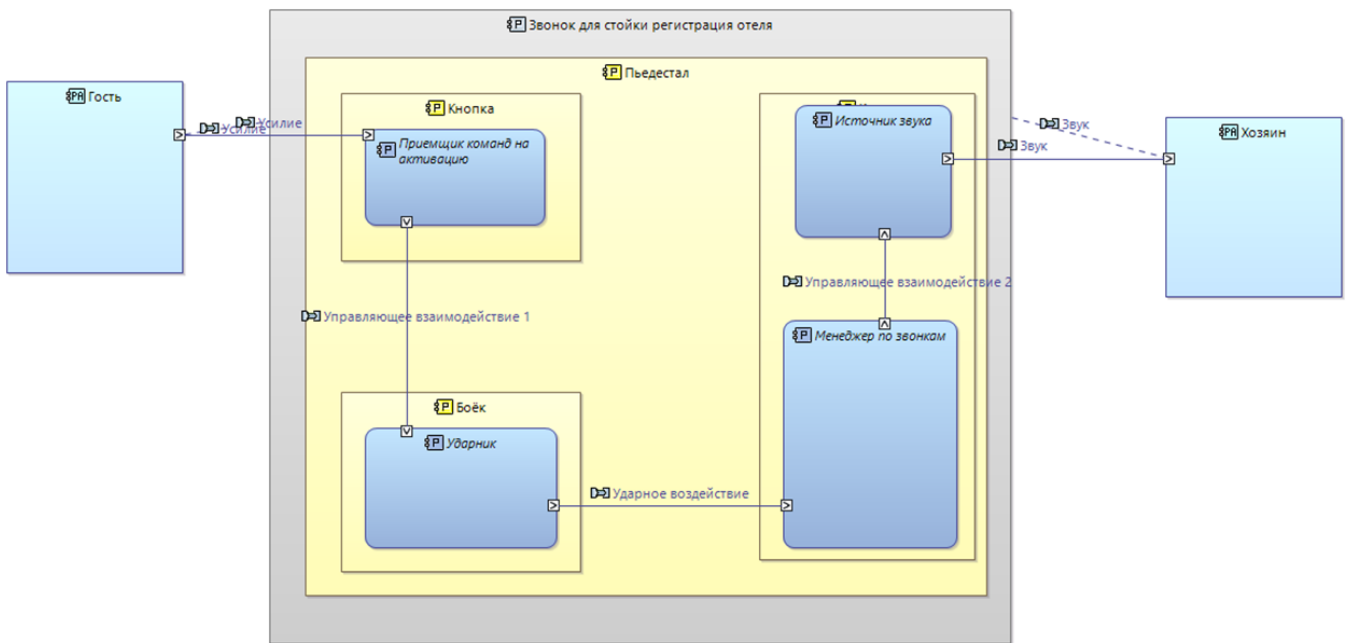 Звонок для стойки регистрация отеля
Пьедестал
Гость
Кнопка
Источник звука
Звук
Хозяин
Усилие
Усилие
Приемщик команд на
активацию
Звук
Управляющее взаимодействие 2
Управляющее взаимодействие 1
Менеджер по звонкам
Боёк
Ударник
Ударное воздействие